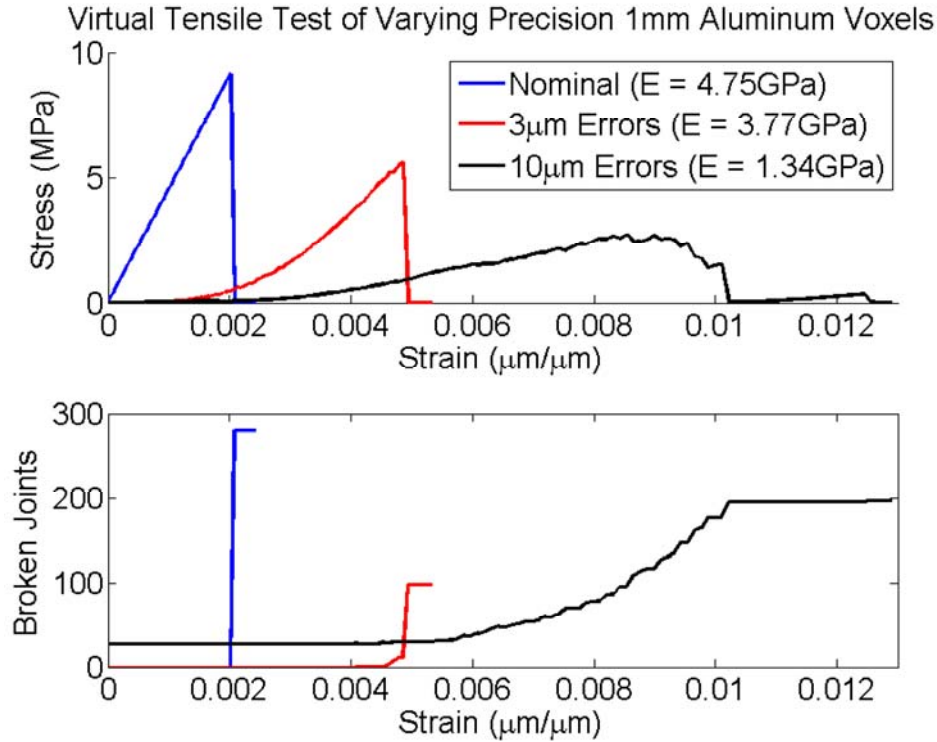 Virtual Tensile Test of Varying Precision 1mm Aluminum Voxels
10
5
0
Stress (MPa)
Nominal (E = 4.75GPa)
3μm Errors (E = 3.77GPa)
10μm Errors (E = 1.34GPa)
0 0.002 0.004 0.006 0.008 0.01 0.012
Strain (μm/μm)
300
200
100
0
Broken Joints
0 0.002 0.004 0.006 0.008 0.01 0.012
Strain (μm/μm)